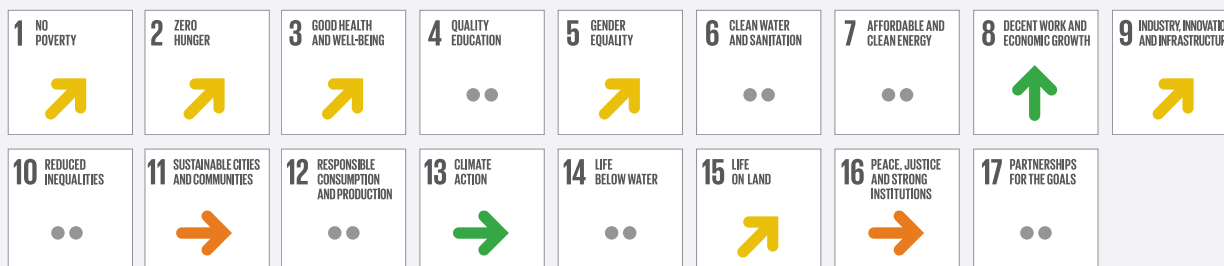 1 NO
POVERTY
2 ZERO
HUNGER
3 GOOD HEALTH
AND WELL-BEING
4 QUALITY
EDUCATION
5 GENDER
EQUALITY
6 CLEAN WATER
AND SANITATION
7 AFFORDABLE AND
CLEAN ENERGY
8 DECENT WORK AND
ECONOMIC GROWTH
9 INDUSTRY, INNOVATIO
AND INFRASTRUCTUR
10 REDUCED
INEQUALITIES
11 SUSTAINABLE CITIES
AND COMMUNITIES
12 RESPONSIBLE
CONSUMPTION
AND PRODUCTION
13 CLIMATE
ACTION
14 LIFE
BELOW WATER
15 LIFE
ON LAND
16 PEACE, JUSTICE
AND STRONG
INSTITUTIONS
17 PARTNERSHIPS
FOR THE GOALS